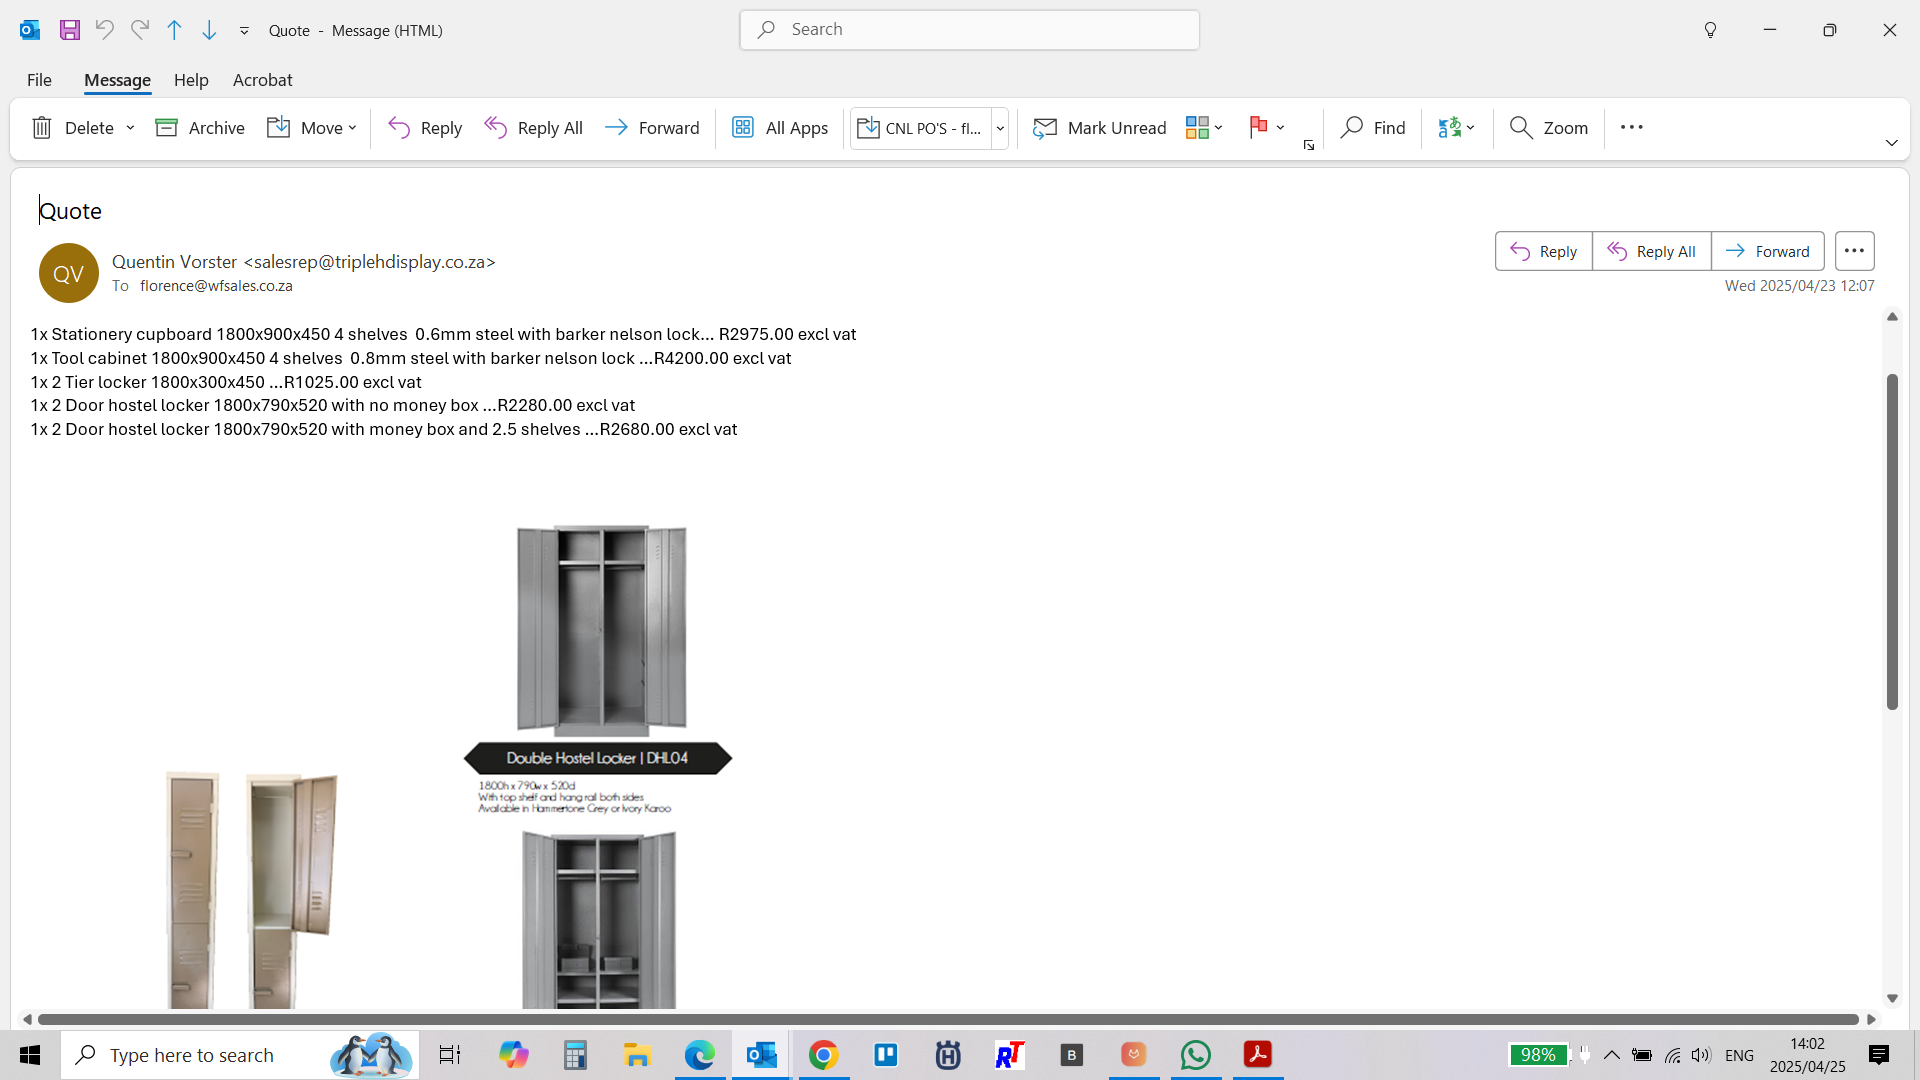 Quote - Message (HTML)
Search
File Message Help Acrobat
Delete Archive Move Reply Reply All Forward All Apps CNL PO'S - fl... Mark Unread Find Zoom
Quote
QV
Quentin Vorster <salesrep@triplehdisplay.co.za>
To florence@wfsales.co.za
Reply Reply All Forward
Wed 2025/04/23 12:07
1x Stationery cupboard 1800x900x450 4 shelves 0.6mm steel with barker nelson lock... R2975.00 excl vat
1x Tool cabinet 1800x900x450 4 shelves 0.8mm steel with barker nelson lock ...R4200.00 excl vat
1x 2 Tier locker 1800x300x450 ...R1025.00 excl vat
1x 2 Door hostel locker 1800x790x520 with no money box ...R2280.00 excl vat
1x 2 Door hostel locker 1800x790x520 with money box and 2.5 shelves ...R2680.00 excl vat
Double Hostel Locker | DHL04
1800h x 790w x 520d
With top shelf and hang rail both sides
Available in Hammertone Grey or Ivory Karoo
Type here to search
RT
B
98%
ENG
14:02
2025/04/25